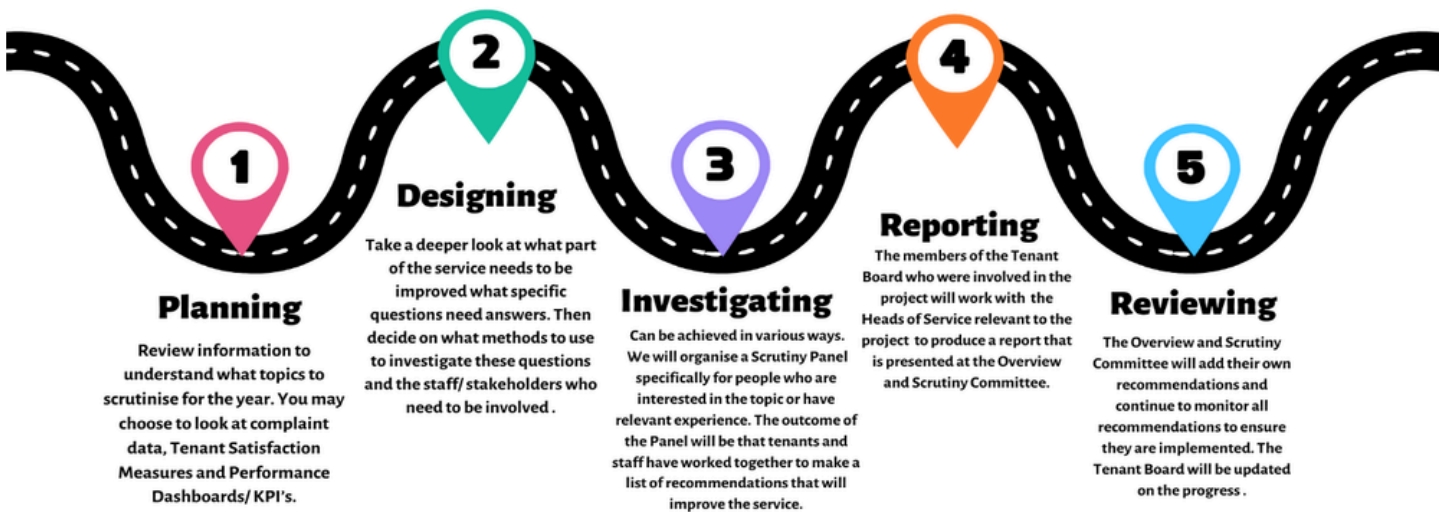 1
Planning
Review information to
understand what topics to
scrutinise for the year. You may
choose to look at complaint
data, Tenant Satisfaction
Measures and Performance
Dashboards/ KPI's.
2
Designing
Take a deeper look at what part
of the service needs to be
improved what specific
questions need answers. Then
decide on what methods to use
to investigate these questions
and the staff/ stakeholders who
need to be involved .
3
Investigating
Can be achieved in various ways.
We will organise a Scrutiny Panel
specifically for people who are
interested in the topic or have
relevant experience. The outcome of
the Panel will be that tenants and
staff have worked together to make a
list of recommendations that will
improve the service.
4
Reporting
The members of the Tenant
Board who were involved in the
project will work with the
Heads of Service relevant to the
project to produce a report that
is presented at the Overview
and Scrutiny Committee.
5
Reviewing
The Overview and Scrutiny
Committee will add their own
recommendations and
continue to monitor all
recommendations to ensure
they are implemented. The
Tenant Board will be updated
on the progress .